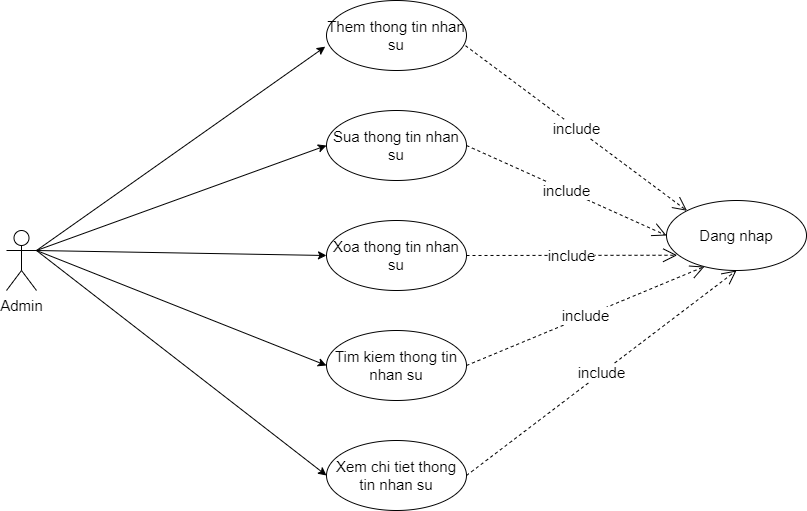 Them thong tin nhan
su
include
Sua thong tin nhan
su
include
Dang nhap
Xoa thong tin nhan
su
include
Admin
include
Tim kiem thong tin
nhan su
include
Xem chi tiet thong
tin nhan su